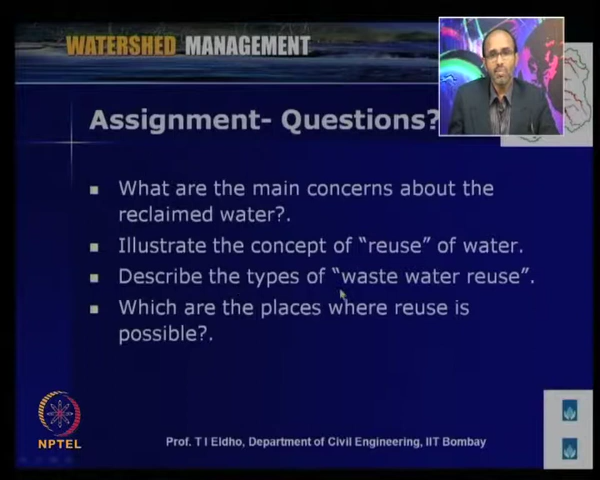 WATERSHED MANAGEMENT
Assignment- Questions?
What are the main concerns about the
reclaimed water?.
Illustrate the concept of “reuse” of water.
Describe the types of “waste water reuse”.
Which are the places where reuse is
possible?.
NPTEL
Prof. T I Eldho, Department of Civil Engineering, IIT Bombay